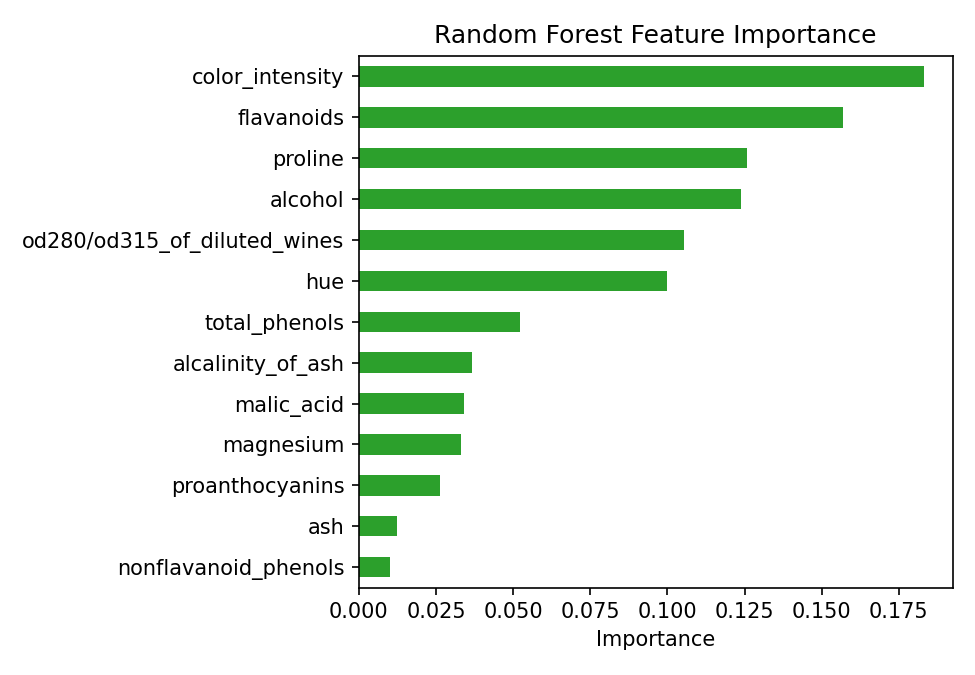 Random Forest Feature Importance
color_intensity
flavanoids
proline
alcohol
od280/od315_of_diluted_wines
hue
total_phenols
alcalinity_of_ash
malic_acid
magnesium
proanthocyanins
ash
nonflavanoid_phenols
0.000 0.025 0.050 0.075 0.100 0.125 0.150 0.175
Importance